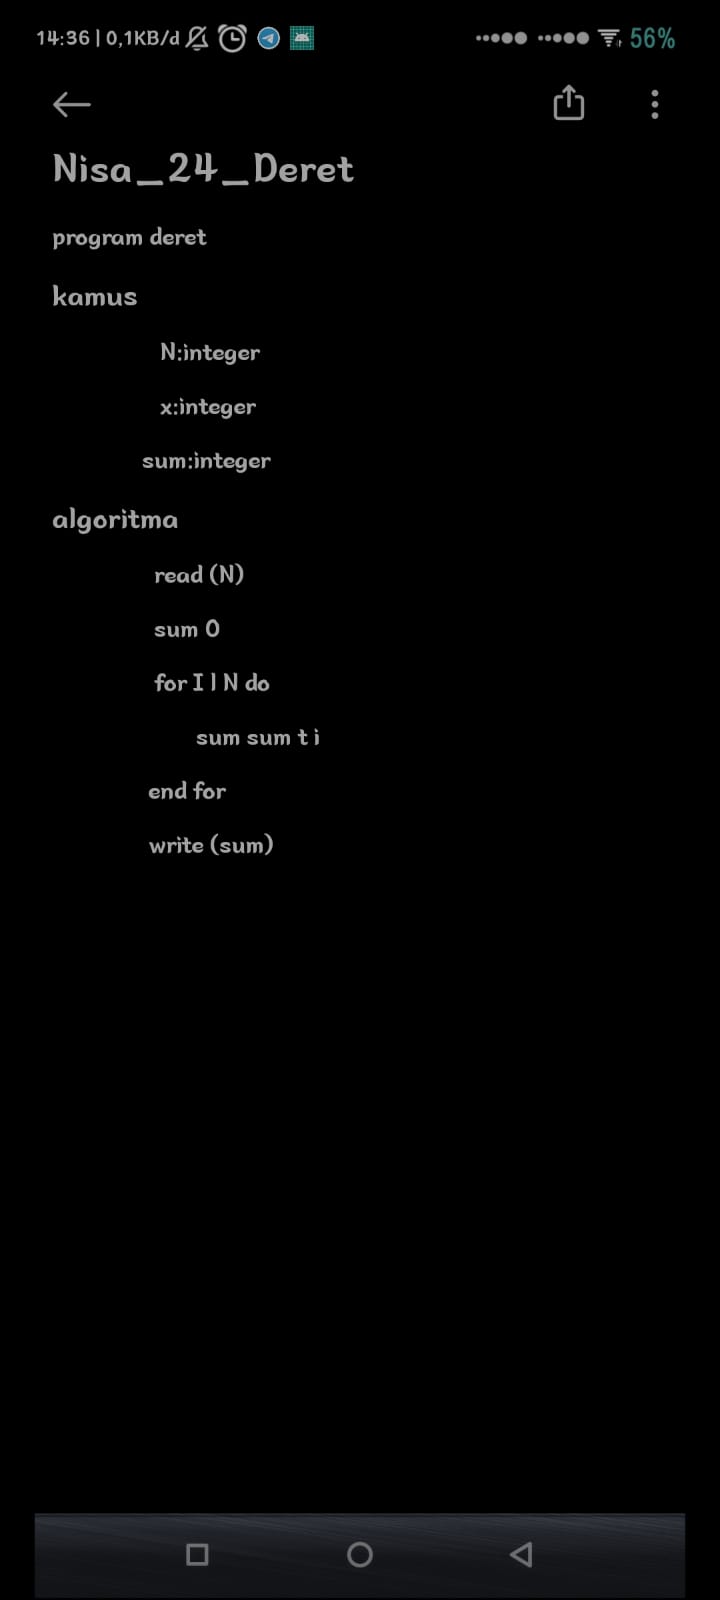 14:36 | 0,1KB/d 56%
Nisa_24_Deret
program deret
kamus
N:integer
x:integer
sum:integer
algoritma
read (N)
sum 0
for I l N do
sum sum t i
end for
write (sum)